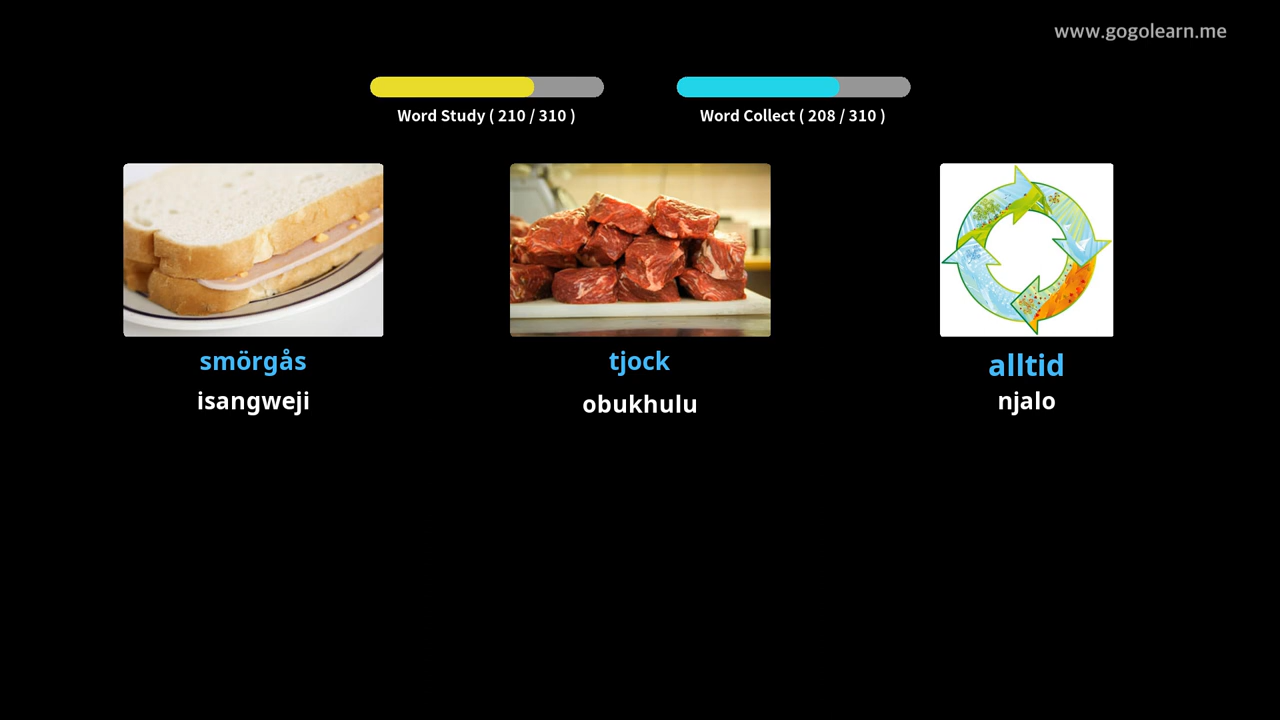 www.gogolearn.me
Word Study ( 210 / 310 )
Word Collect ( 208 / 310 )
smörgås
tjock
alltid
isangweji
obukhulu
njalo